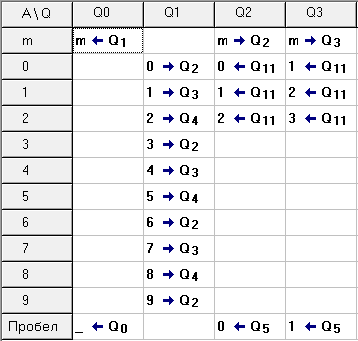 A\Q Q0 Q1 Q2 Q3
m m ← Q1 m → Q2 m → Q3
0 0 → Q2 0 ← Q11 1 ← Q11
1 1 → Q3 1 ← Q11 2 ← Q11
2 2 → Q4 2 ← Q11 3 ← Q11
3 3 → Q2
4 4 → Q3
5 5 → Q4
6 6 → Q2
7 7 → Q3
8 8 → Q4
9 9 → Q2
Пробел _ ← Q0 0 ← Q5 1 ← Q5